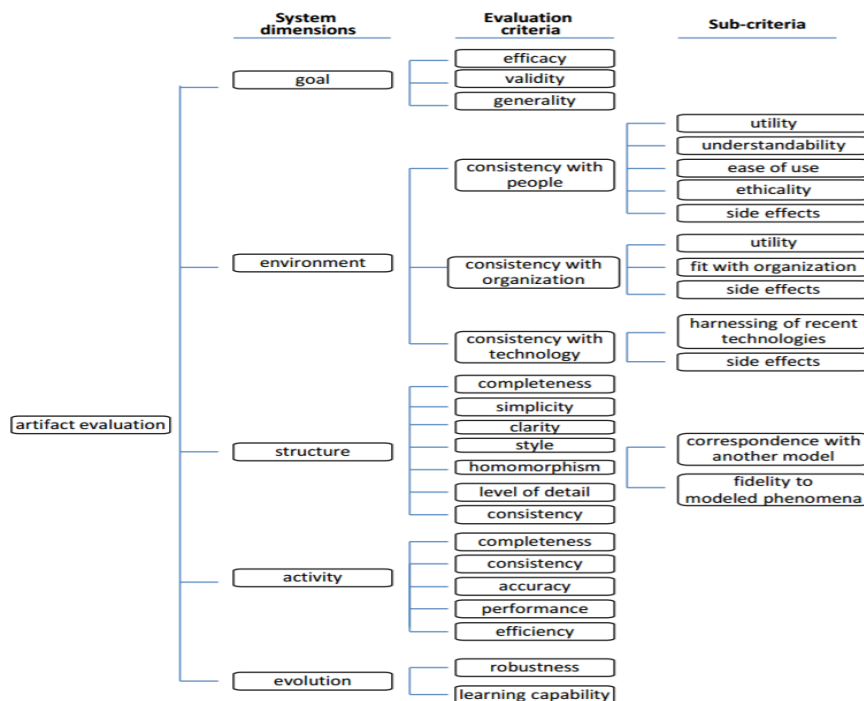 System
dimensions
Evaluation
criteria
Sub-criteria
artifact evaluation
goal
efficacy
validity
generality
environment
consistency with
people
utility
understandability
ease of use
ethicality
side effects
consistency with
organization
utility
fit with organization
side effects
consistency with
technology
harnessing of recent
technologies
side effects
structure
completeness
simplicity
clarity
style
homomorphism
correspondence with
another model
fidelity to
modeled phenomena
level of detail
consistency
activity
completeness
consistency
accuracy
performance
efficiency
evolution
robustness
learning capability